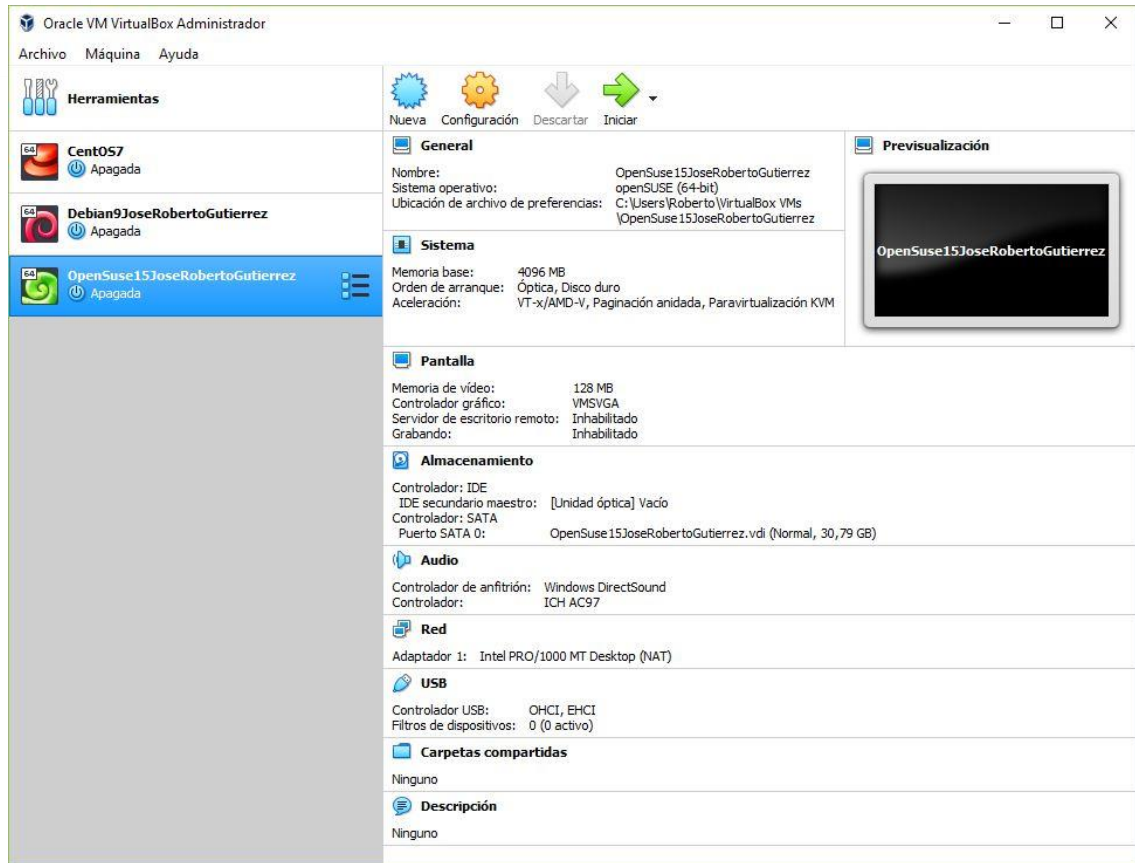 Oracle VM VirtualBox Administrador
Archivo Máquina Ayuda
Herramientas
Nueva Configuración Descartar Iniciar
64
CentOS7
Apagada
64
Debian9JoseRobertoGutierrez
Apagada
64
OpenSuse15JoseRobertoGutierrez
Apagada
General
Nombre: OpenSuse15JoseRobertoGutierrez
Sistema operativo: openSUSE (64-bit)
Ubicación de archivo de preferencias: C:\Users\Roberto\VirtualBox VMs
\OpenSuse15JoseRobertoGutierrez
Previsualización
OpenSuse15JoseRobertoGutierrez
Sistema
Memoria base: 4096 MB
Orden de arranque: Óptica, Disco duro
Aceleración: VT-x/AMD-V, Paginación anidada, Paravirtualización KVM
Pantalla
Memoria de vídeo: 128 MB
Controlador gráfico: VMSVGA
Servidor de escritorio remoto: Inhabilitado
Grabando: Inhabilitado
Almacenamiento
Controlador: IDE
IDE secundario maestro: [Unidad óptica] Vacío
Controlador: SATA
Puerto SATA 0: OpenSuse15JoseRobertoGutierrez.vdi (Normal, 30,79 GB)
Audio
Controlador de anfitrión: Windows DirectSound
Controlador: ICH AC97
Red
Adaptador 1: Intel PRO/1000 MT Desktop (NAT)
USB
Controlador USB: OHCI, EHCI
Filtros de dispositivos: 0 (0 activo)
Carpetas compartidas
Ninguno
Descripción
Ninguno